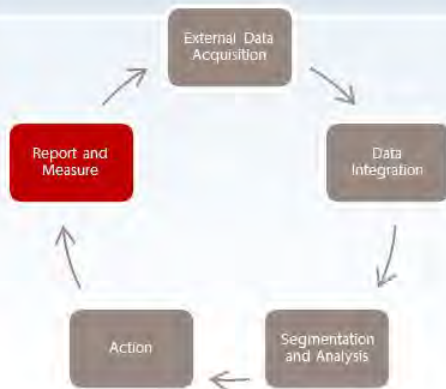 External Data
Acquisition
Data
Integration
Segmentation
and Analysis
Action
Report and
Measure